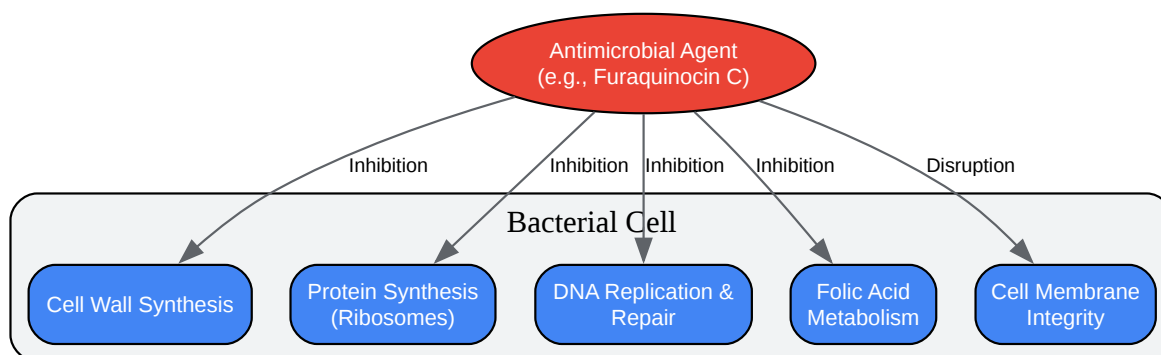 Antimicrobial Agent
(e.g., Furaquinocin C)
Inhibition
Inhibition
Inhibition
Inhibition
Disruption
Bacterial Cell
Cell Wall Synthesis
Protein Synthesis
(Ribosomes)
DNA Replication &
Repair
Folic Acid
Metabolism
Cell Membrane
Integrity